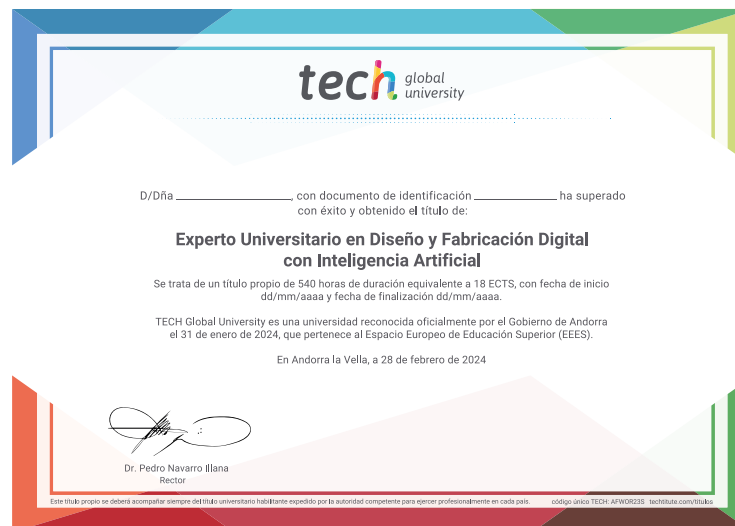 tech global university
D/Dña ____________________, con documento de identificación ______________ ha superado
con éxito y obtenido el título de:
Experto Universitario en Diseño y Fabricación Digital
con Inteligencia Artificial
Se trata de un título propio de 540 horas de duración equivalente a 18 ECTS, con fecha de inicio
dd/mm/aaaa y fecha de finalización dd/mm/aaaa.
TECH Global University es una universidad reconocida oficialmente por el Gobierno de Andorra
el 31 de enero de 2024, que pertenece al Espacio Europeo de Educación Superior (EEES).
En Andorra la Vella, a 28 de febrero de 2024
Dr. Pedro Navarro Illana
Rector
Este título propio se deberá acompañar siempre del título universitario habilitante expedido por la autoridad competente para ejercer profesionalmente en cada país. código único TECH: AFWOR23S techtitute.com/titulos